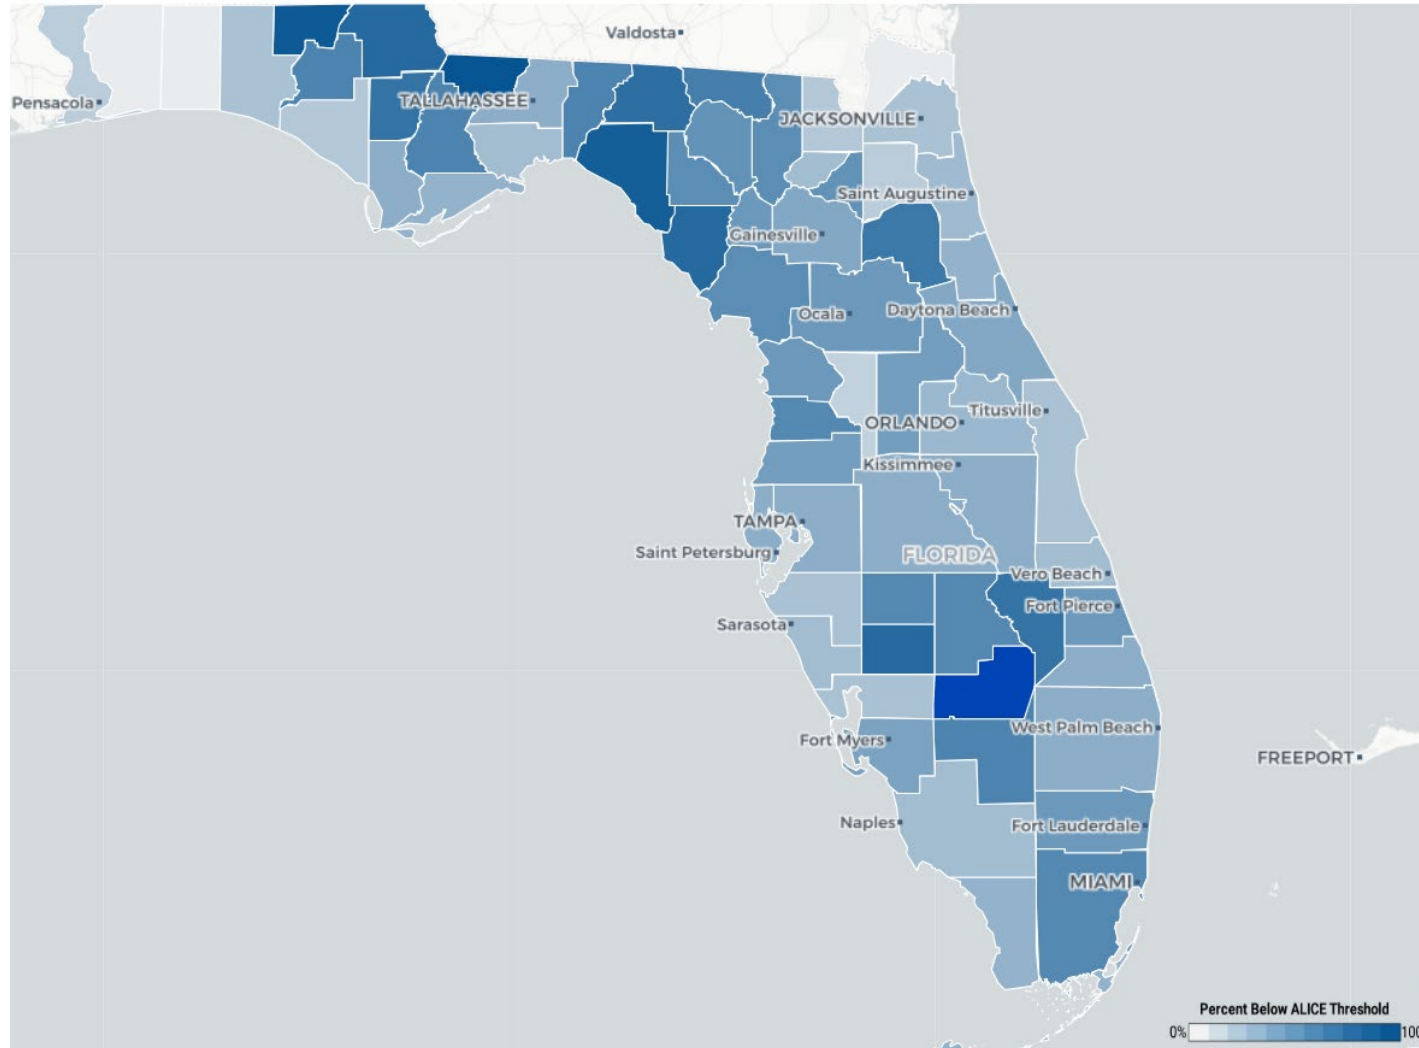 Valdosta
Pensacola
TALLAHASSEE
JACKSONVILLE
Saint Augustine
Gainesville
Ocala
Daytona Beach
Titusville
ORLANDO
Kissimmee
TAMPA
Saint Petersburg
FLORIDA
Vero Beach
Fort Pierce
Sarasota
West Palm Beach
Fort Myers
FREEPORT
Naples
Fort Lauderdale
MIAMI
Percent Below ALICE Threshold
0% 100